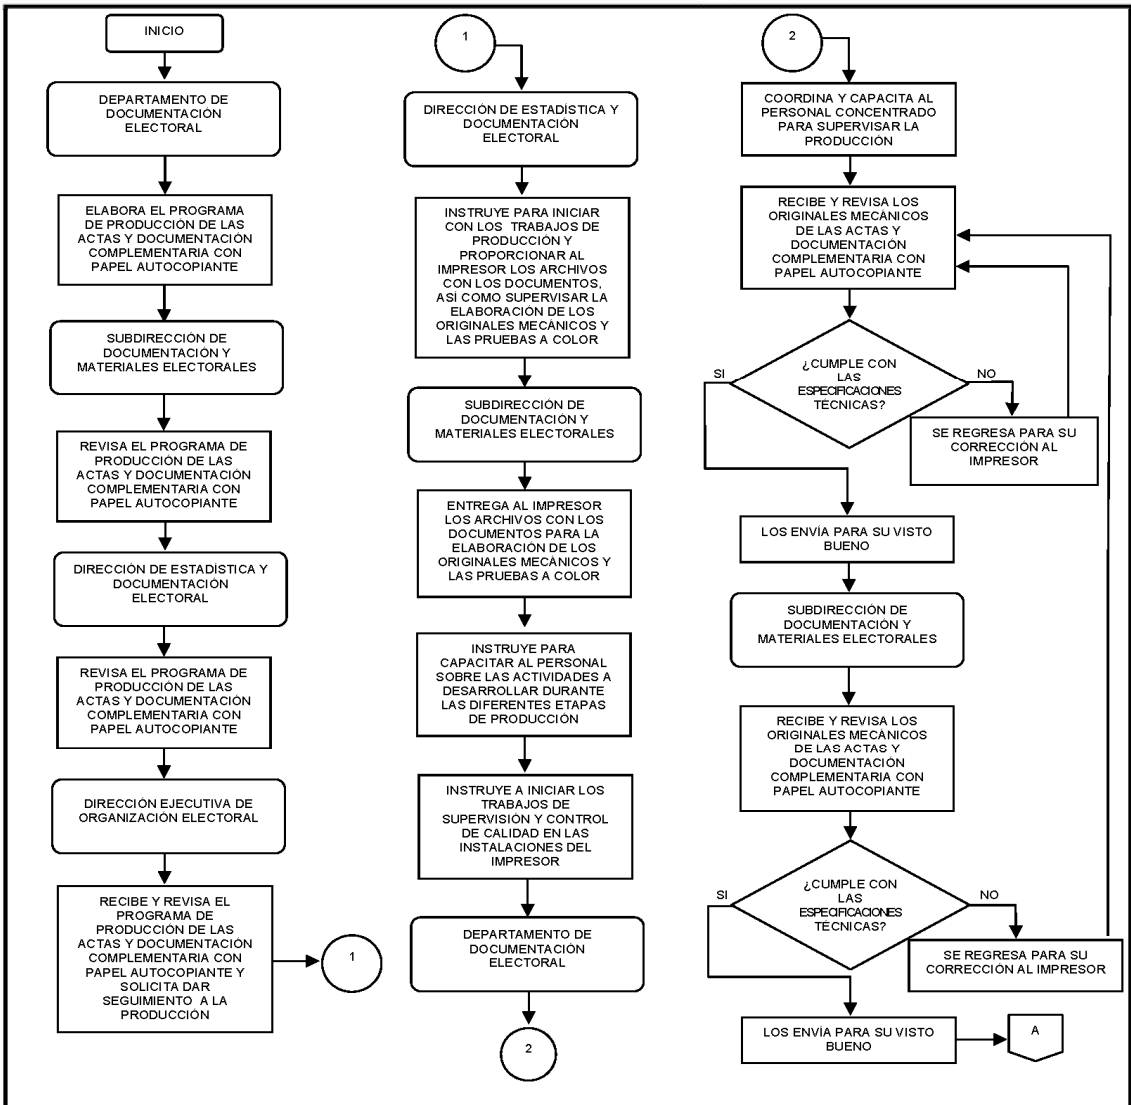 INICIO
DEPARTAMENTO DE
DOCUMENTACIÓN
ELECTORAL
ELABORA EL PROGRAMA
DE PRODUCCIÓN DE LAS
ACTAS Y DOCUMENTACIÓN
COMPLEMENTARIA CON
PAPEL AUTOCOPIANTE
SUBDIRECCIÓN DE
DOCUMENTACIÓN Y
MATERIALES ELECTORALES
REVISA EL PROGRAMA DE
PRODUCCIÓN DE LAS
ACTAS Y DOCUMENTACIÓN
COMPLEMENTARIA CON
PAPEL AUTOCOPIANTE
DIRECCIÓN DE ESTADÍSTICA Y
DOCUMENTACIÓN
ELECTORAL
REVISA EL PROGRAMA DE
PRODUCCIÓN DE LAS
ACTAS Y DOCUMENTACIÓN
COMPLEMENTARIA CON
PAPEL AUTOCOPIANTE
DIRECCIÓN EJECUTIVA DE
ORGANIZACIÓN ELECTORAL
RECIBE Y REVISA EL
PROGRAMA DE
PRODUCCIÓN DE LAS
ACTAS Y DOCUMENTACIÓN
COMPLEMENTARIA CON
PAPEL AUTOCOPIANTE Y
SOLICITA DAR
SEGUIMIENTO A LA
PRODUCCIÓN
1
1
DIRECCIÓN DE ESTADÍSTICA Y
DOCUMENTACIÓN
ELECTORAL
INSTRUYE PARA INICIAR
CON LOS TRABAJOS DE
PRODUCCIÓN Y
PROPORCIONAR AL
IMPRESOR LOS ARCHIVOS
CON LOS DOCUMENTOS,
ASÍ COMO SUPERVISAR LA
ELABORACIÓN DE LOS
ORIGINALES MECÁNICOS Y
LAS PRUEBAS A COLOR
SUBDIRECCIÓN DE
DOCUMENTACIÓN Y
MATERIALES ELECTORALES
ENTREGA AL IMPRESOR
LOS ARCHIVOS CON LOS
DOCUMENTOS PARA LA
ELABORACIÓN DE LOS
ORIGINALES MECÁNICOS Y
LAS PRUEBAS A COLOR
INSTRUYE PARA
CAPACITAR AL PERSONAL
SOBRE LAS ACTIVIDADES A
DESARROLLAR DURANTE
LAS DIFERENTES ETAPAS
DE PRODUCCIÓN
INSTRUYE A INICIAR LOS
TRABAJOS DE
SUPERVISIÓN Y CONTROL
DE CALIDAD EN LAS
INSTALACIONES DEL
IMPRESOR
DEPARTAMENTO DE
DOCUMENTACIÓN
ELECTORAL
2
2
COORDINA Y CAPACITA AL
PERSONAL CONCENTRADO
PARA SUPERVISAR LA
PRODUCCIÓN
RECIBE Y REVISA LOS
ORIGINALES MECÁNICOS
DE LAS ACTAS Y
DOCUMENTACIÓN
COMPLEMENTARIA CON
PAPEL AUTOCOPIANTE
¿CUMPLE CON
LAS
ESPECIFICACIONES
TÉCNICAS?
SI
NO
SE REGRESA PARA SU
CORRECCIÓN AL
IMPRESOR
LOS ENVÍA PARA SU VISTO
BUENO
SUBDIRECCIÓN DE
DOCUMENTACIÓN Y
MATERIALES ELECTORALES
RECIBE Y REVISA LOS
ORIGINALES MECÁNICOS
DE LAS ACTAS Y
DOCUMENTACIÓN
COMPLEMENTARIA CON
PAPEL AUTOCOPIANTE
¿CUMPLE CON
LAS
ESPECIFICACIONES
TÉCNICAS?
SI
NO
SE REGRESA PARA SU
CORRECCIÓN AL IMPRESOR
LOS ENVÍA PARA SU VISTO
BUENO
A